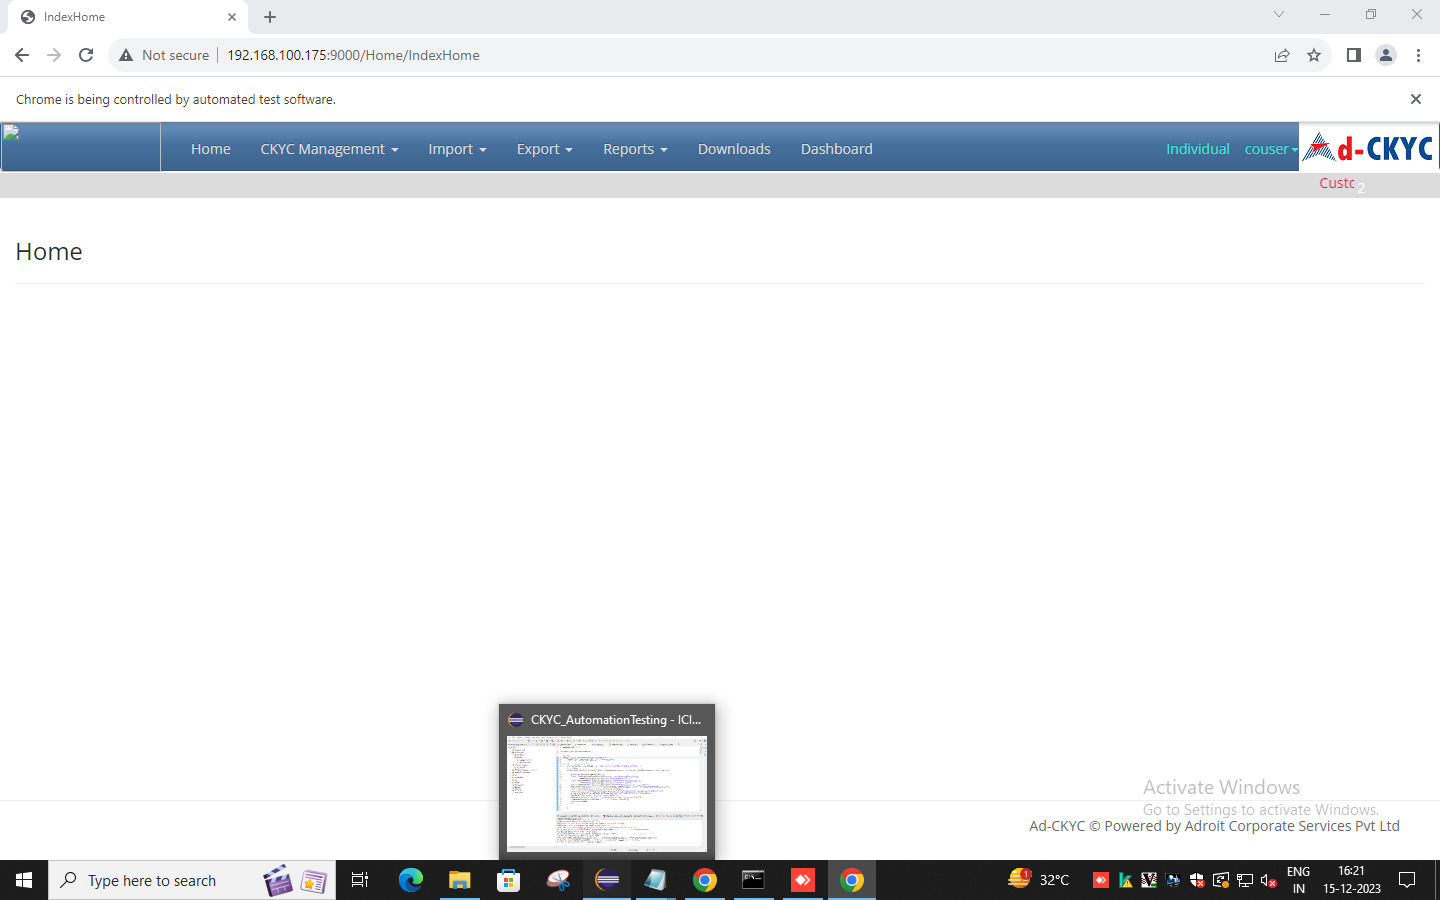 IndexHome
Not secure
192.168.100.175:9000/Home/IndexHome
Chrome is being controlled by automated test software.
Home
CKYC Management
Import
Export
Reports
Downloads
Dashboard
Individual
couser
d-CKYC
Custo
2
Home
CKYC_AutomationTesting - ICI...
Activate Windows
Go to Settings to activate Windows.
Ad-CKYC © Powered by Adroit Corporate Services Pvt Ltd
Type here to search
1
32°C
ENG
IN
16:21
15-12-2023